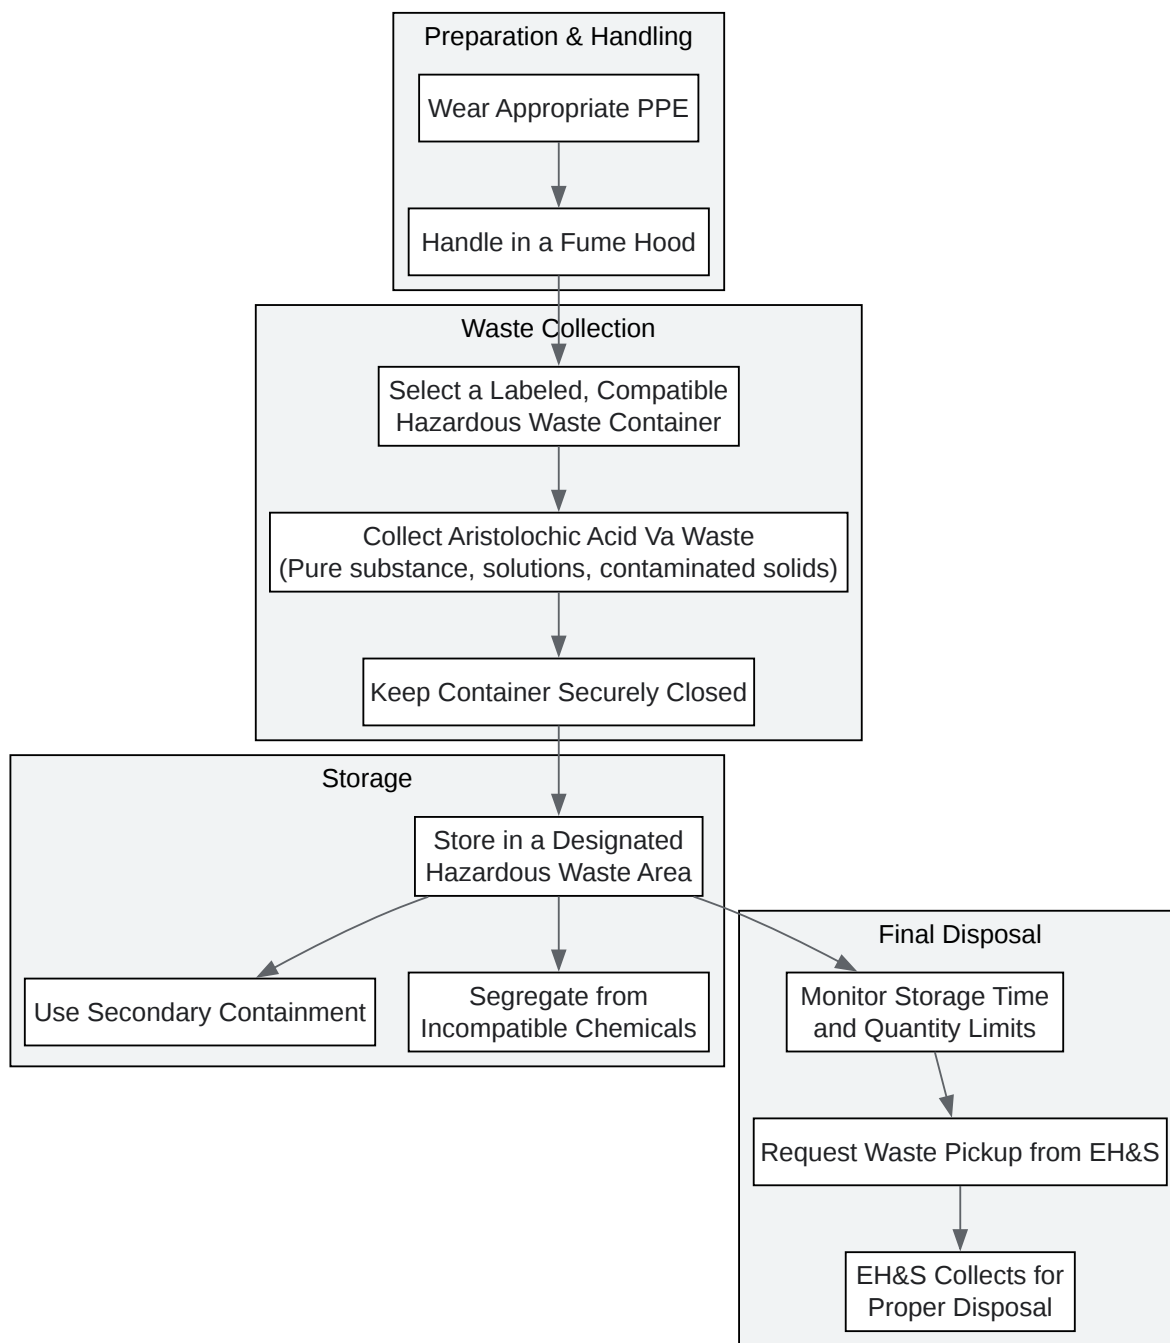 Preparation & Handling
Wear Appropriate PPE
Handle in a Fume Hood
Waste Collection
Select a Labeled, Compatible
Hazardous Waste Container
Collect Aristolochic Acid Va Waste
(Pure substance, solutions, contaminated solids)
Keep Container Securely Closed
Storage
Store in a Designated
Hazardous Waste Area
Use Secondary Containment
Segregate from
Incompatible Chemicals
Final Disposal
Monitor Storage Time
and Quantity Limits
Request Waste Pickup from EH&S
EH&S Collects for
Proper Disposal